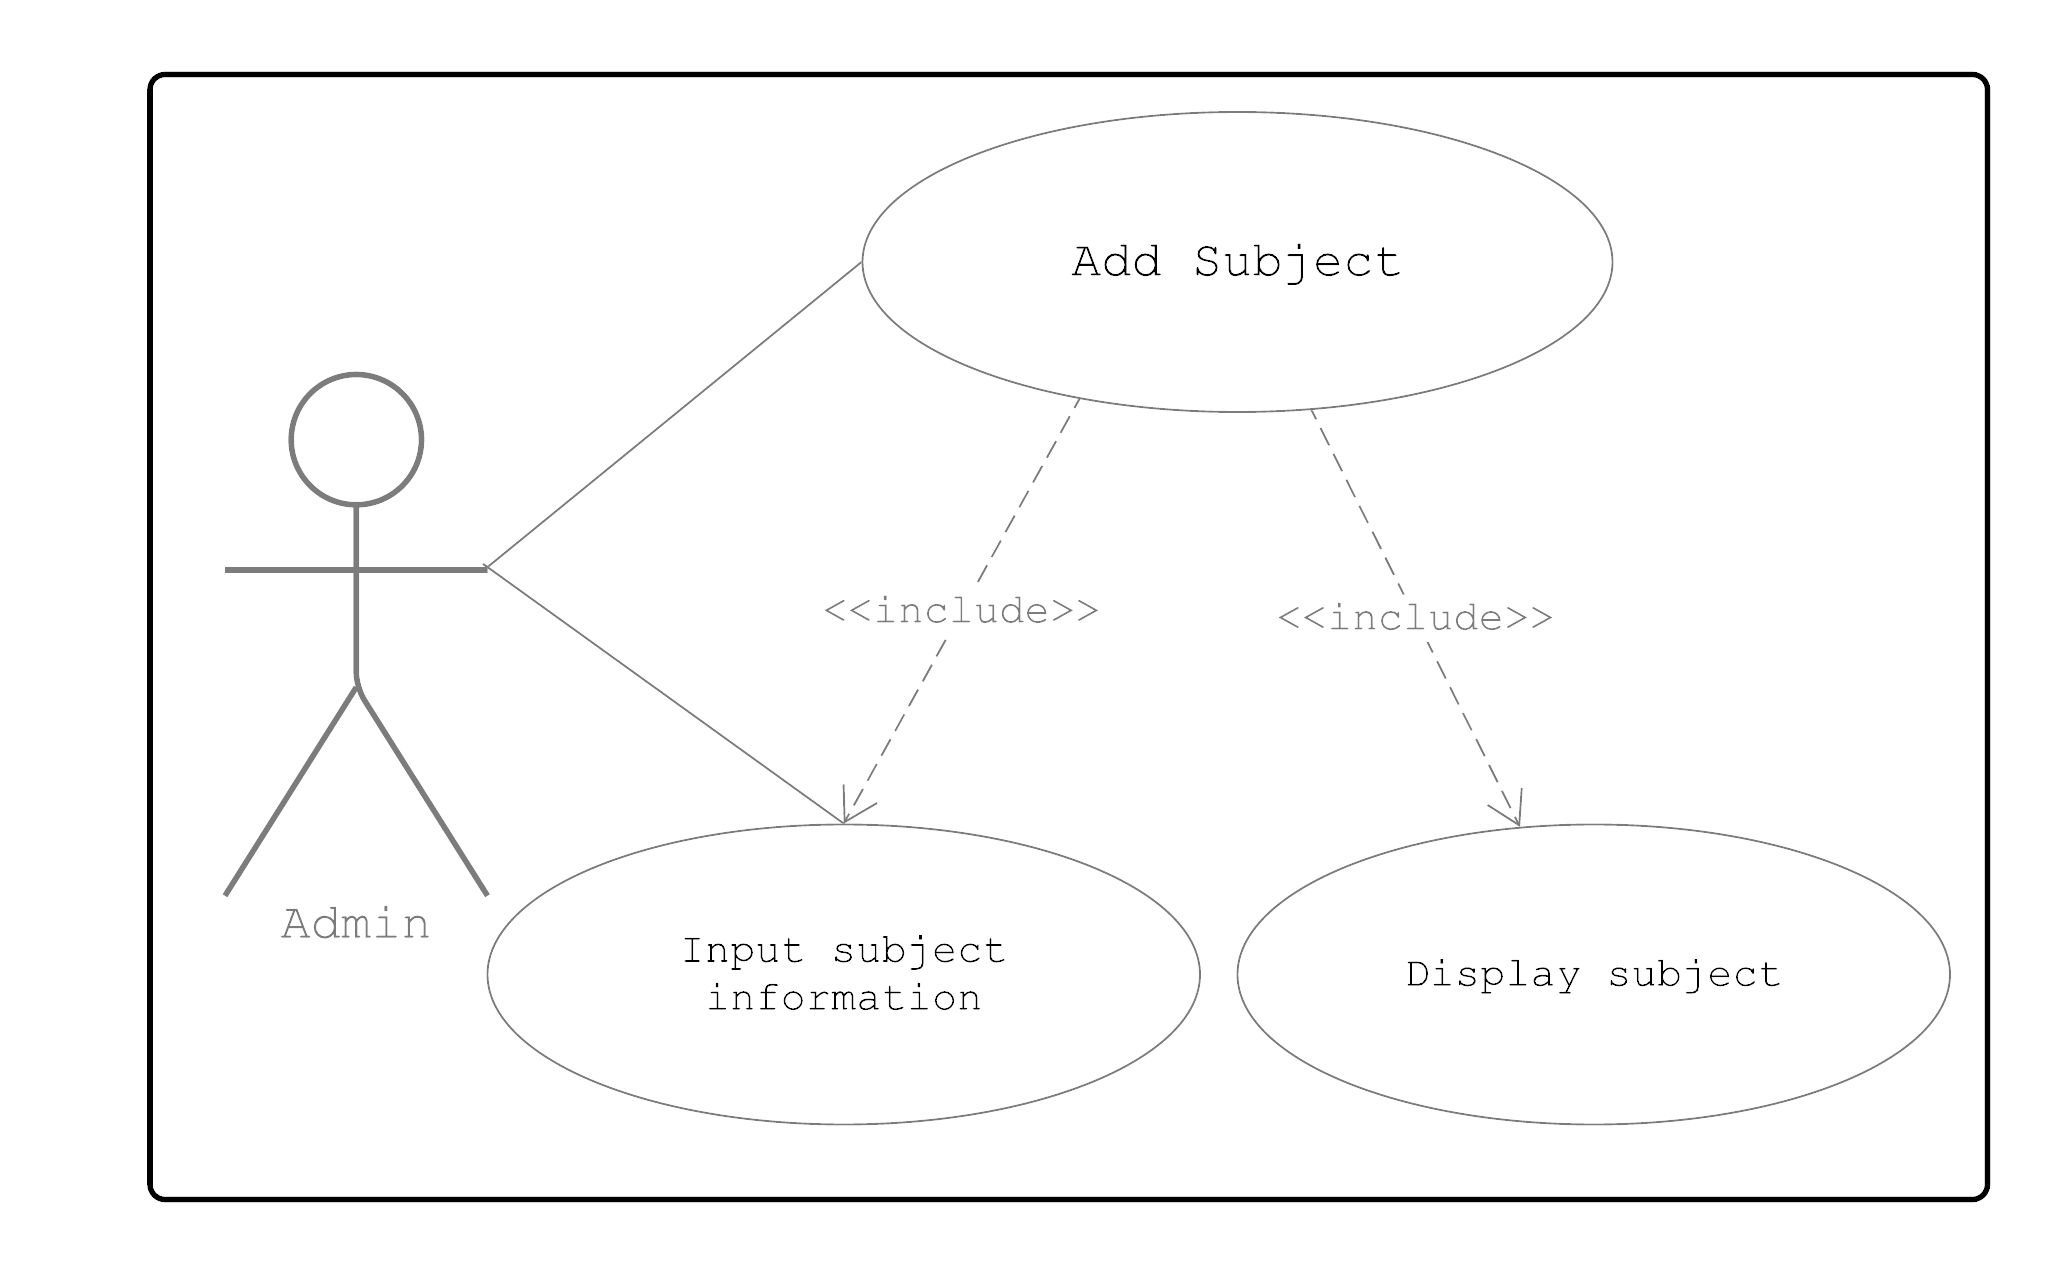 Add Subject
<<include>>
<<include>>
Admin
Input subject
information
Display subject